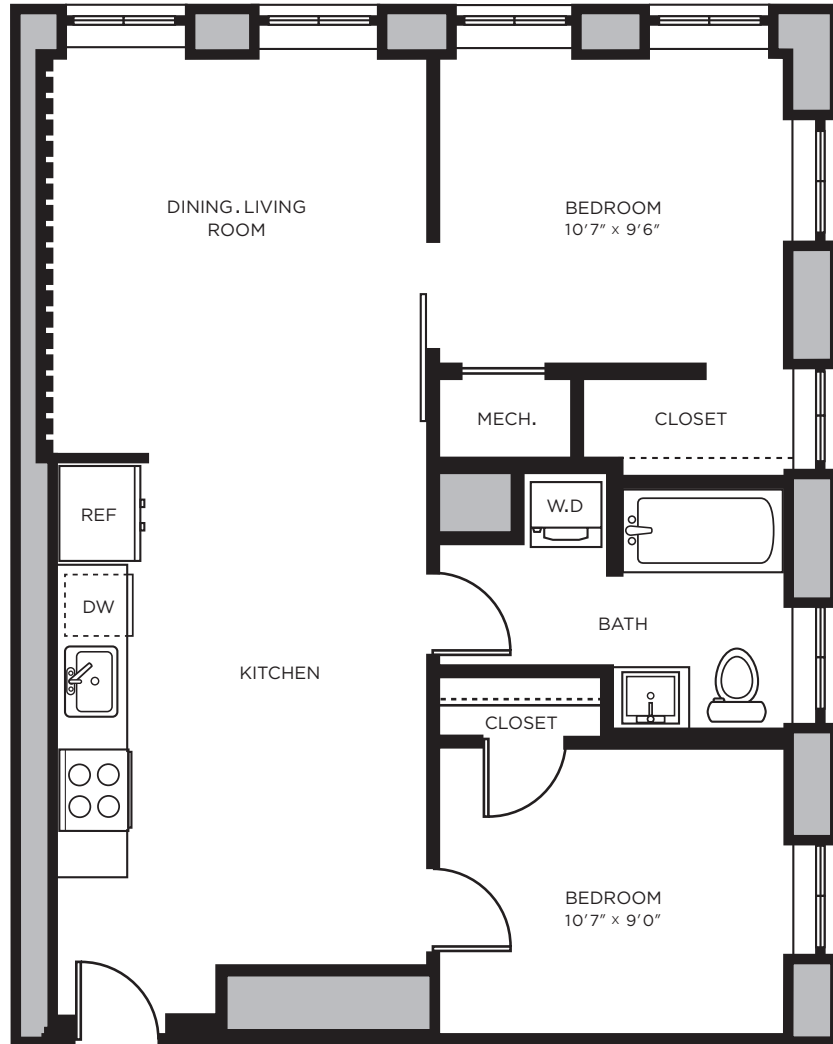 DINING.LIVING
ROOM
BEDROOM
10'7" x 9'6"
MECH.
CLOSET
REF
W.D
DW
BATH
KITCHEN
CLOSET
BEDROOM
10'7" x 9'0"